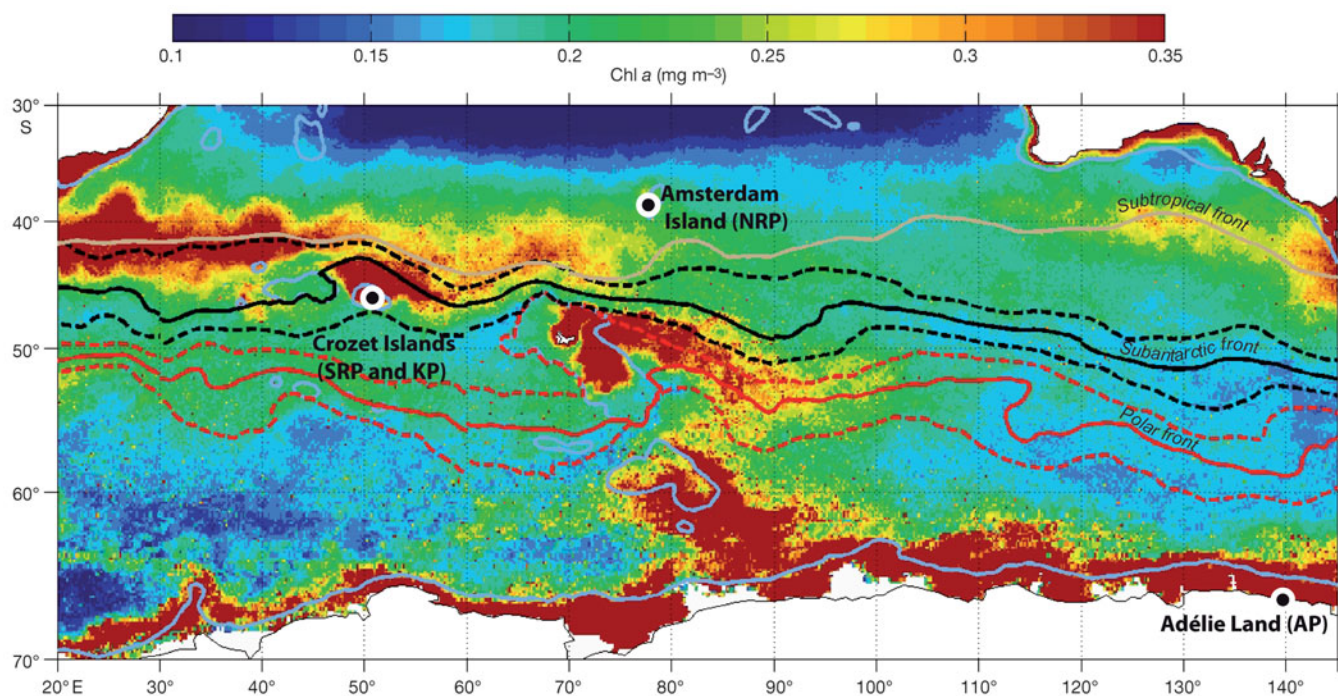 0.1 0.15 0.2 0.25 0.3 0.35
Chl a (mg m–3)
30°
S
40°
50°
60°
70°
Amsterdam
Island (NRP)
Subtropical front
Crozet Islands
(SRP and KP)
Subantarctic front
Polar front
Adélie Land (AP)
20°E 30° 40° 50° 60° 70° 80° 90° 100° 110° 120° 130° 140°